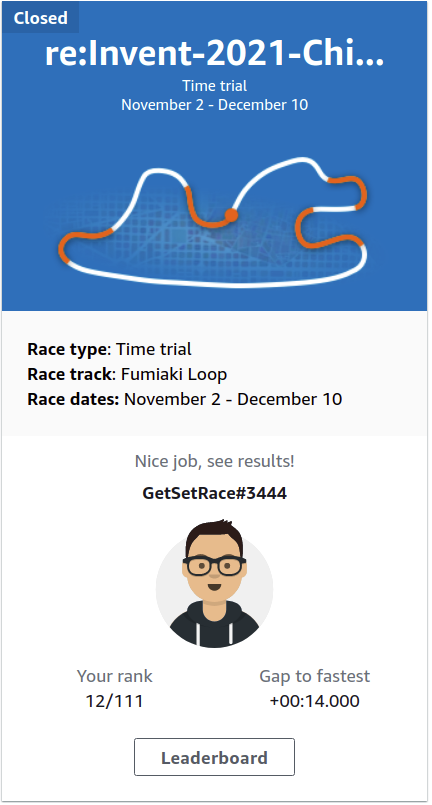 Closed
re:Invent-2021-Chi...
Time trial
November 2 - December 10
Race type: Time trial
Race track: Fumiaki Loop
Race dates: November 2 - December 10
Nice job, see results!
GetSetRace#3444
Your rank
12/111
Gap to fastest
+00:14.000
Leaderboard